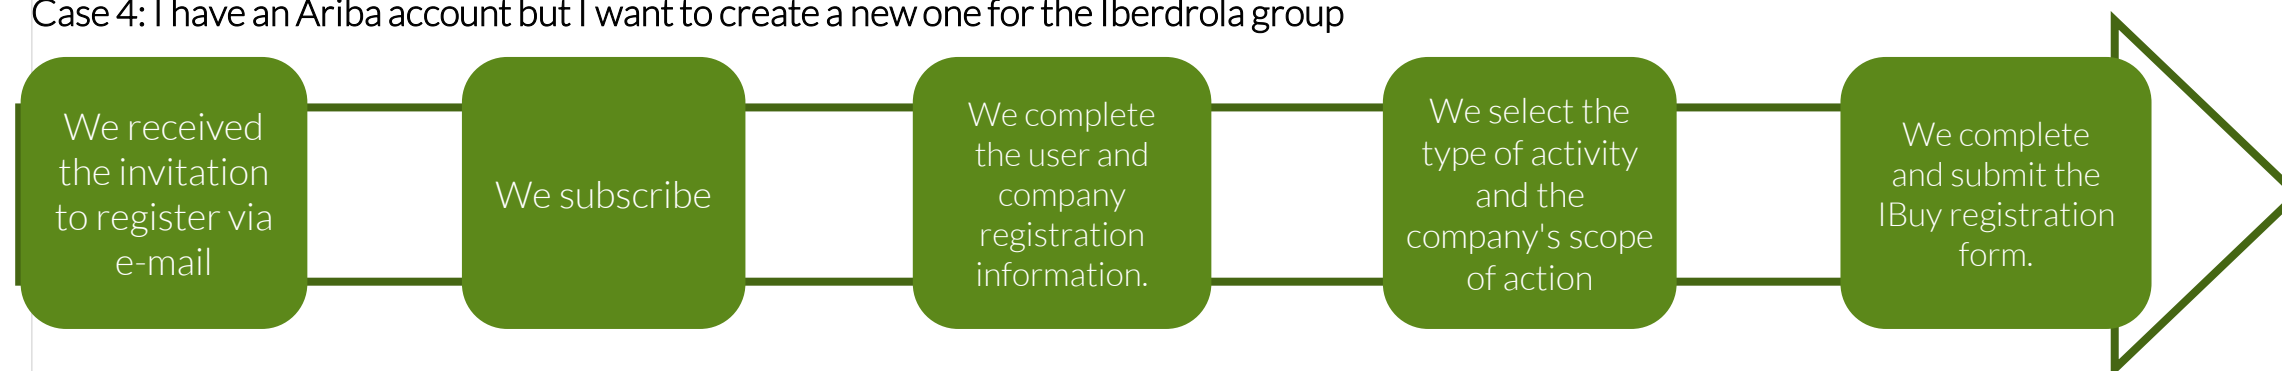 Case 4: I have an Ariba account but I want to create a new one for the Iberdrola group
We received
the invitation
to register via
e-mail
We subscribe
We complete
the user and
company
registration
information.
We select the
type of activity
and the
company's scope
of action
We complete
and submit the
IBuy registration
form.